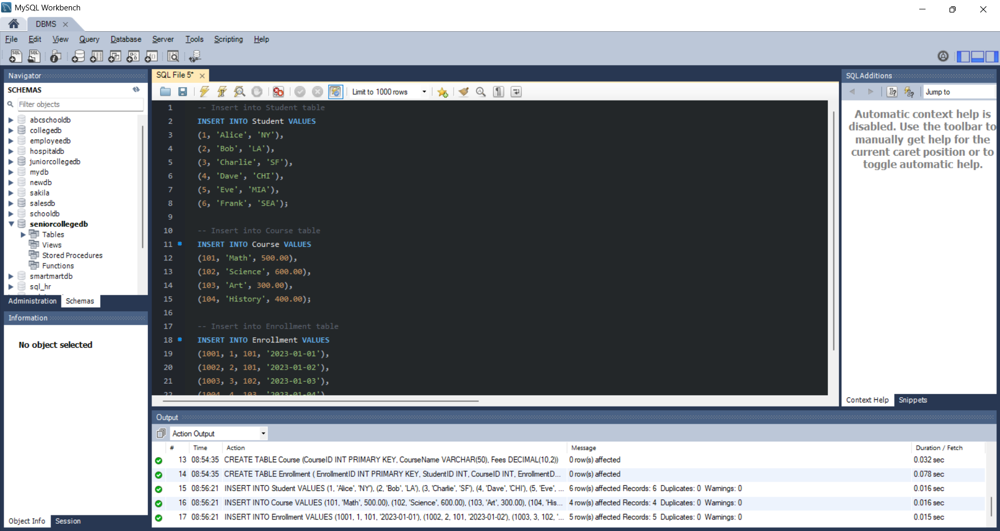 MySQL Workbench
DBMS
File Edit View Query Database Server Tools Scripting Help
Navigator
SCHEMAS
Filter objects
abcschooldb
collegedb
employeedb
hospitaldb
juniorcollegedb
mydb
newdb
sakila
salesdb
schooldb
seniorcollegedb
Tables
Views
Stored Procedures
Functions
smartmartdb
sql_hr
Administration Schemas
Information
No object selected
Object Info Session
SQL File 5*
Limit to 1000 rows
1 -- Insert into Student table
2 INSERT INTO Student VALUES
3 (1, 'Alice', 'NY'),
4 (2, 'Bob', 'LA'),
5 (3, 'Charlie', 'SF'),
6 (4, 'Dave', 'CHI'),
7 (5, 'Eve', 'MIA'),
8 (6, 'Frank', 'SEA');
9
10 -- Insert into Course table
11 INSERT INTO Course VALUES
12 (101, 'Math', 500.00),
13 (102, 'Science', 600.00),
14 (103, 'Art', 300.00),
15 (104, 'History', 400.00);
16
17 -- Insert into Enrollment table
18 INSERT INTO Enrollment VALUES
19 (1001, 1, 101, '2023-01-01'),
20 (1002, 2, 101, '2023-01-02'),
21 (1003, 3, 102, '2023-01-03'),
22 (1004, 4, 103, '2023-01-04')
SQLAdditions
Jump to
Automatic context help is
disabled. Use the toolbar to
manually get help for the
current caret position or to
toggle automatic help.
Context Help Snippets
Output
Action Output
# Time Action Message Duration / Fetch
13 08:54:35 CREATE TABLE Course (CourseID INT PRIMARY KEY, CourseName VARCHAR(50), Fees DECIMAL(10,2)) 0 row(s) affected 0.032 sec
14 08:54:35 CREATE TABLE Enrollment ( EnrollmentID INT PRIMARY KEY, StudentID INT, CourseID INT, EnrollmentD... 0 row(s) affected 0.078 sec
15 08:56:21 INSERT INTO Student VALUES (1, 'Alice', 'NY'), (2, 'Bob', 'LA'), (3, 'Charlie', 'SF'), (4, 'Dave', 'CHI'), (5, 'Eve', ... 6 row(s) affected Records: 6 Duplicates: 0 Warnings: 0 0.016 sec
16 08:56:21 INSERT INTO Course VALUES (101, 'Math', 500.00), (102, 'Science', 600.00), (103, 'Art', 300.00), (104, 'His... 4 row(s) affected Records: 4 Duplicates: 0 Warnings: 0 0.016 sec
17 08:56:21 INSERT INTO Enrollment VALUES (1001, 1, 101, '2023-01-01'), (1002, 2, 101, '2023-01-02'), (1003, 3, 102, '... 5 row(s) affected Records: 5 Duplicates: 0 Warnings: 0 0.015 sec